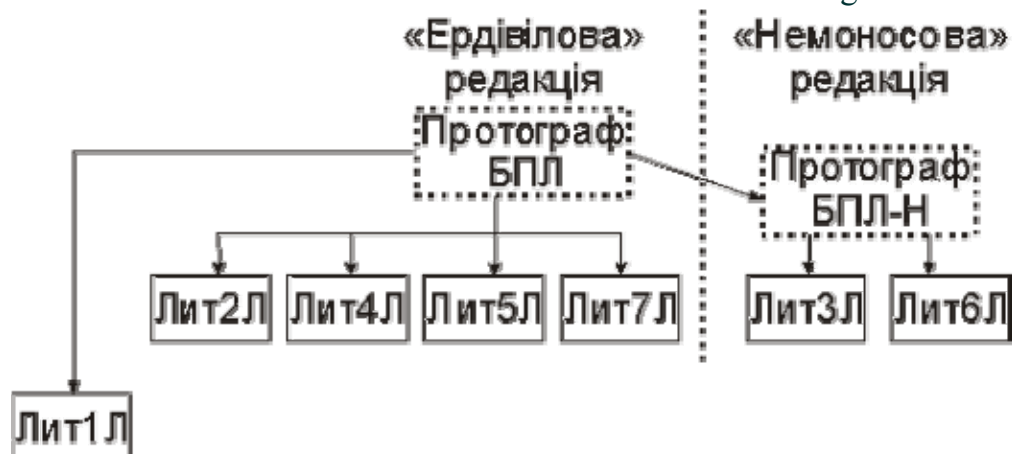 «Ердівілова»
редакція
Протограф
БПЛ
«Немоносова»
редакція
Протограф
БПЛ-Н
Лит2Л
Лит4Л
Лит5Л
Лит7Л
Лит3Л
Лит6Л
Лит1Л